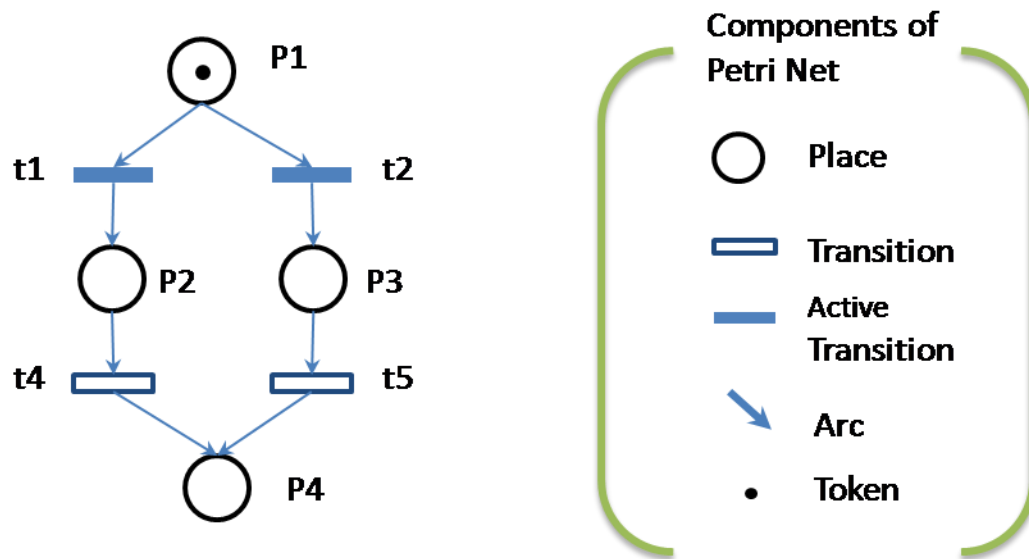 P1
t1
t2
P2
P3
t4
t5
P4
Components of
Petri Net
Place
Transition
Active
Transition
Arc
Token